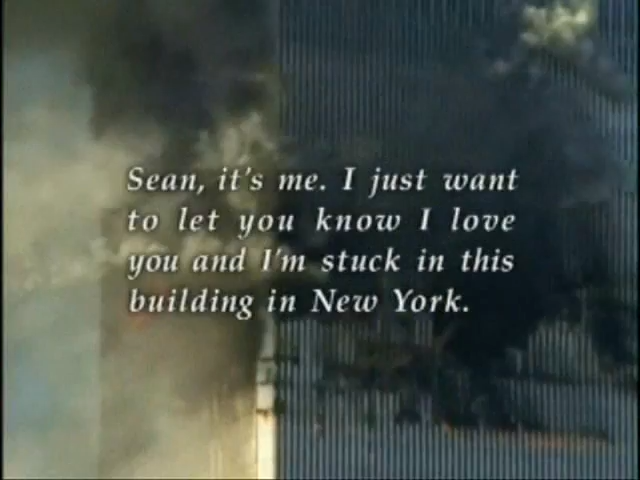 Sean, it's me. I just want
to let you know I love
you and I'm stuck in this
building in New York.